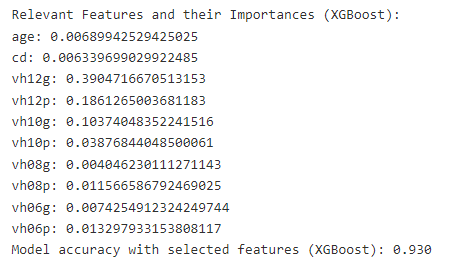 Relevant Features and their Importances (XGBoost):
age: 0.00689942529425025
cd: 0.006339699029922485
vh12g: 0.3904716670513153
vh12p: 0.1861265003681183
vh10g: 0.10374048352241516
vh10p: 0.03876844048500061
vh08g: 0.004046230111271143
vh08p: 0.011566586792469025
vh06g: 0.0074254912324249744
vh06p: 0.013297933153808117
Model accuracy with selected features (XGBoost): 0.930